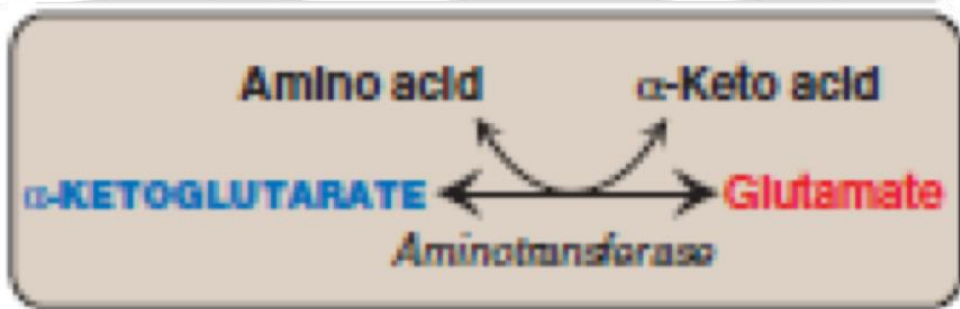 Amino acid α-Keto acid
α-KETOGLUTARATE Glutamate
Aminotransferase